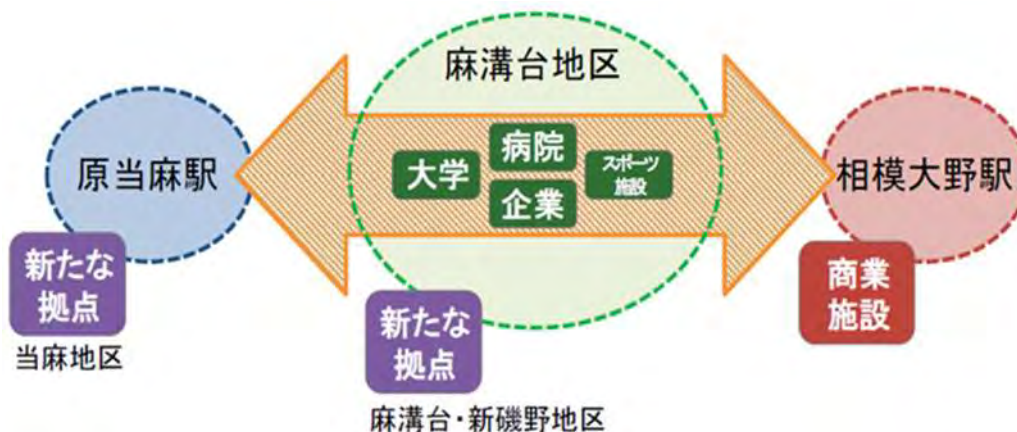 麻溝台地区
原当麻駅
大学
病院
企業
スポーツ
施設
相模大野駅
新たな
拠点
当麻地区
新たな
拠点
麻溝台・新磯野地区
商業
施設